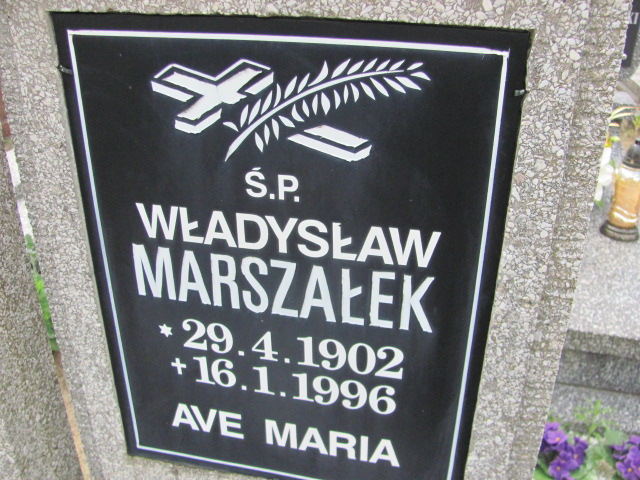 Ś.P.
WŁADYSŁAW
MARSZAŁEK
* 29.4.1902
+ 16.1.1996
AVE MARIA